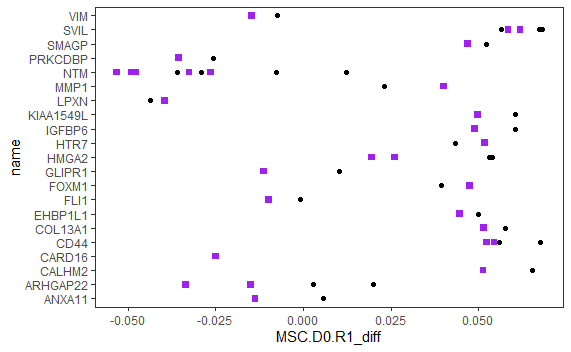 VIM
SVIL
SMAGP
PRKCDBP
NTM
MMP1
LPXN
KIAA1549L
IGFBP6
HTR7
HMGA2
GLIPR1
FOXM1
FLI1
EHBP1L1
COL13A1
CD44
CARD16
CALHM2
ARHGAP22
ANXA11
name
-0.050 -0.025 0.000 0.025 0.050
MSC.D0.R1_diff